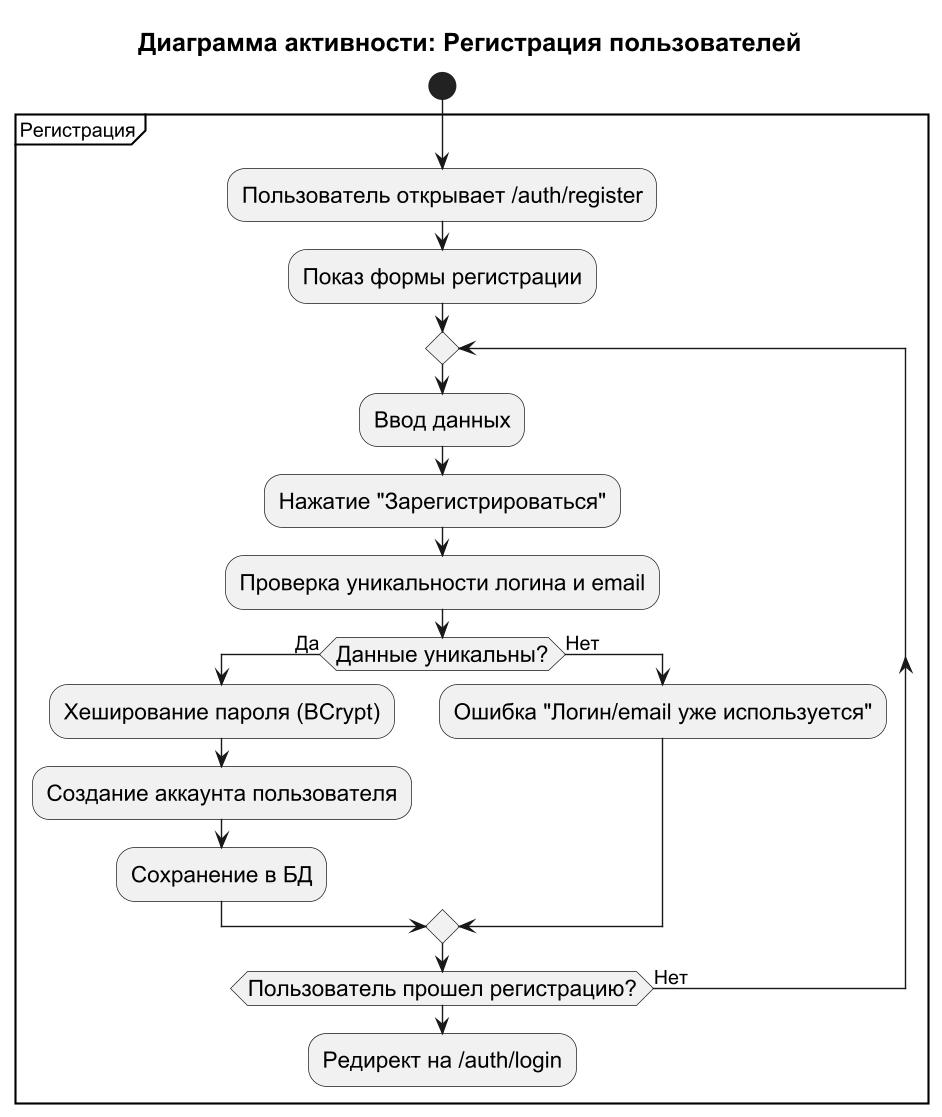 Диаграмма активности: Регистрация пользователей
Регистрация
Пользователь открывает /auth/register
Показ формы регистрации
Ввод данных
Нажатие "Зарегистрироваться"
Проверка уникальности логина и email
Да
Данные уникальны?
Нет
Хеширование пароля (BCrypt)
Ошибка "Логин/email уже используется"
Создание аккаунта пользователя
Сохранение в БД
Пользователь прошел регистрацию?
Нет
Редирект на /auth/login